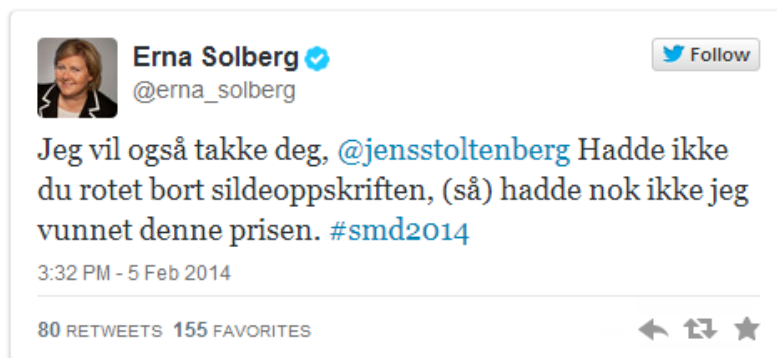 Erna Solberg
Follow
@erna_solberg
Jeg vil også takke deg, @jensstoltenberg Hadde ikke
du rotet bort sildeoppskriften, (så) hadde nok ikke jeg
vunnet denne prisen. #smd2014
3:32 PM - 5 Feb 2014
80 RETWEETS 155 FAVORITES